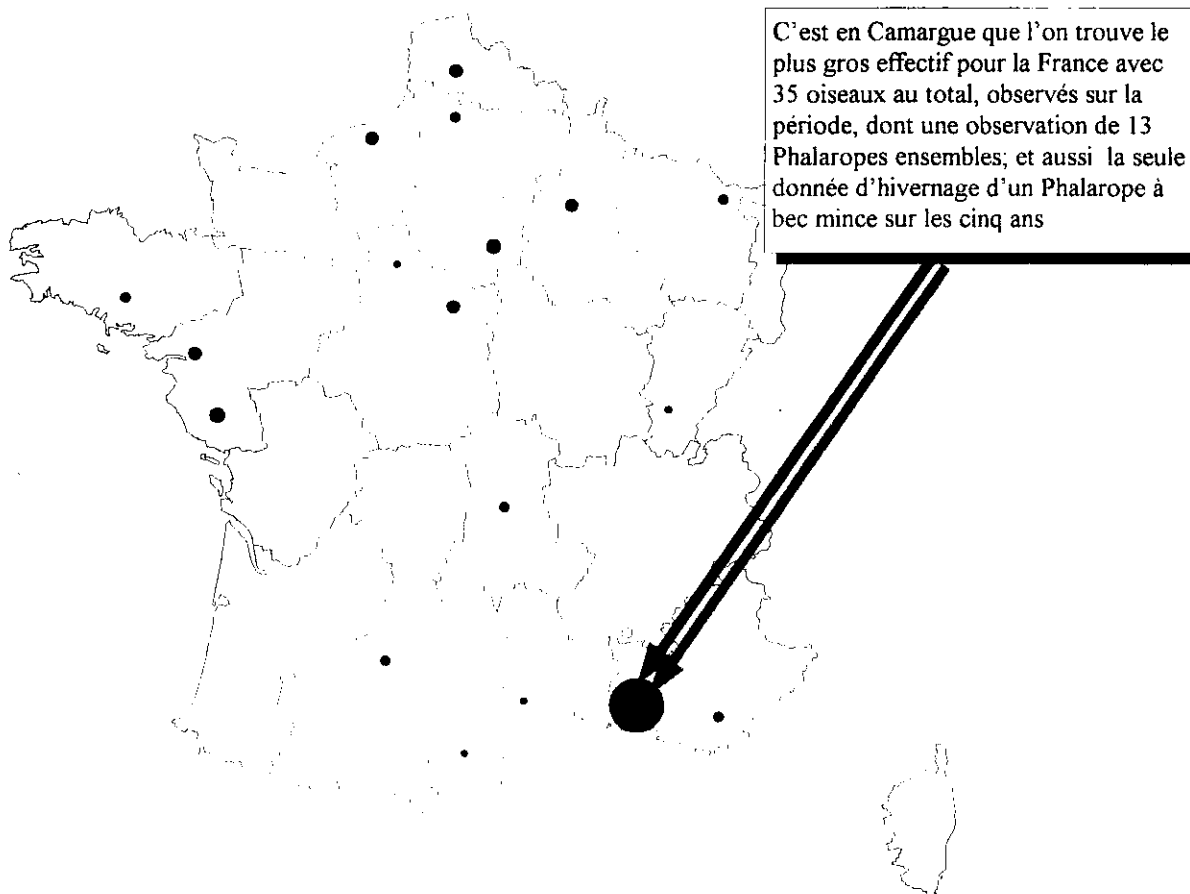 C'est en Camargue que l'on trouve le
plus gros effectif pour la France avec
35 oiseaux au total, observés sur la
période, dont une observation de 13
Phalaropes ensembles; et aussi la seule
donnée d'hivernage d'un Phalarope à
bec mince sur les cinq ans